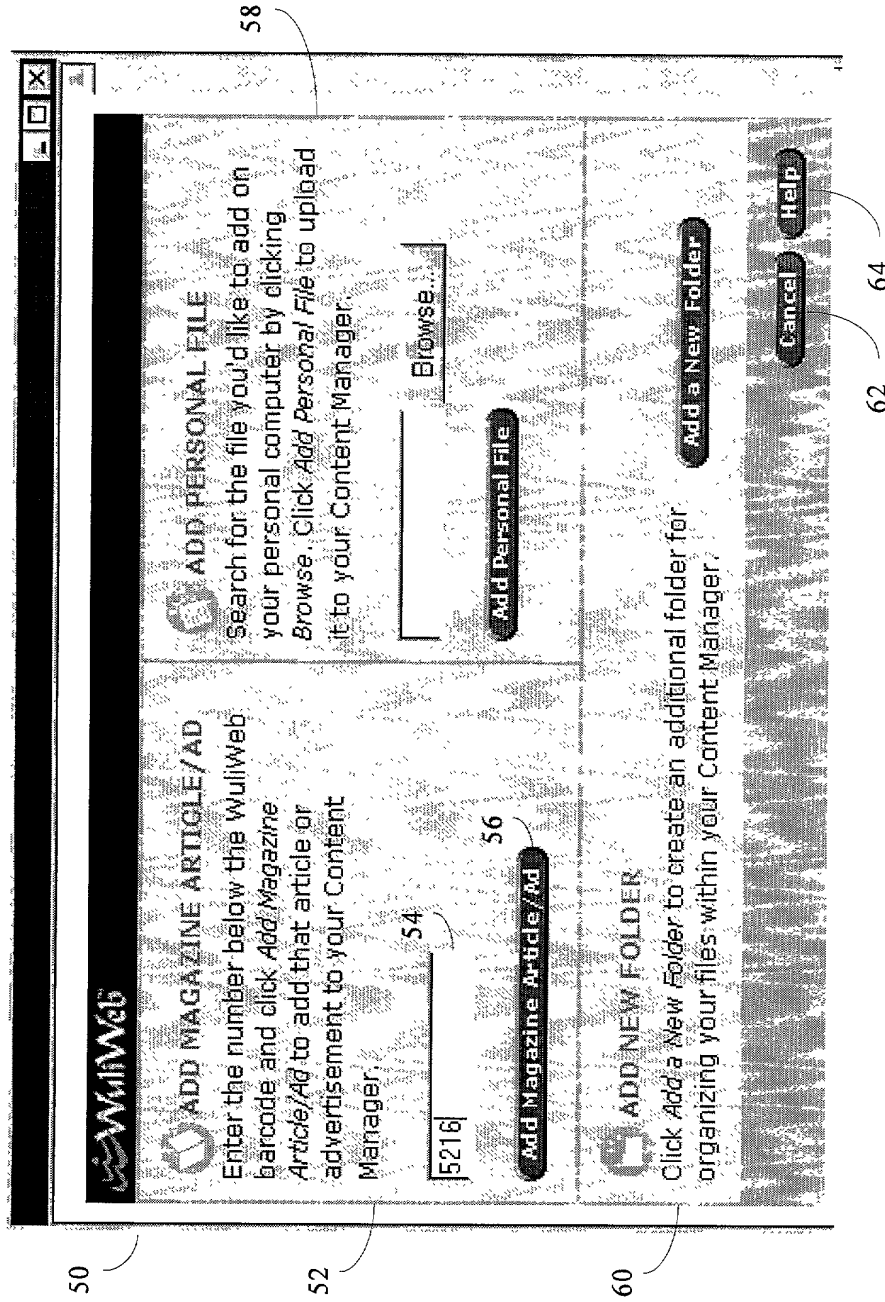 WuliWeb
ADD MAGAZINE ARTICLE/AD
Enter the number below the WuliWeb
barcode and click Add Magazine
Article/Ad to add that article or
advertisement to your Content
Manager.
5216
Add Magazine Article/Ad
ADD PERSONAL FILE
Search for the file you'd like to add on
your personal computer by clicking
Browse. Click Add Personal File to upload
it to your Content Manager.
Browse...
Add Personal File
ADD NEW FOLDER
Click Add a New Folder to create an additional folder for
organizing your files within your Content Manager.
Add a New Folder
Cancel
Help
50
52
54
56
58
60
62
64